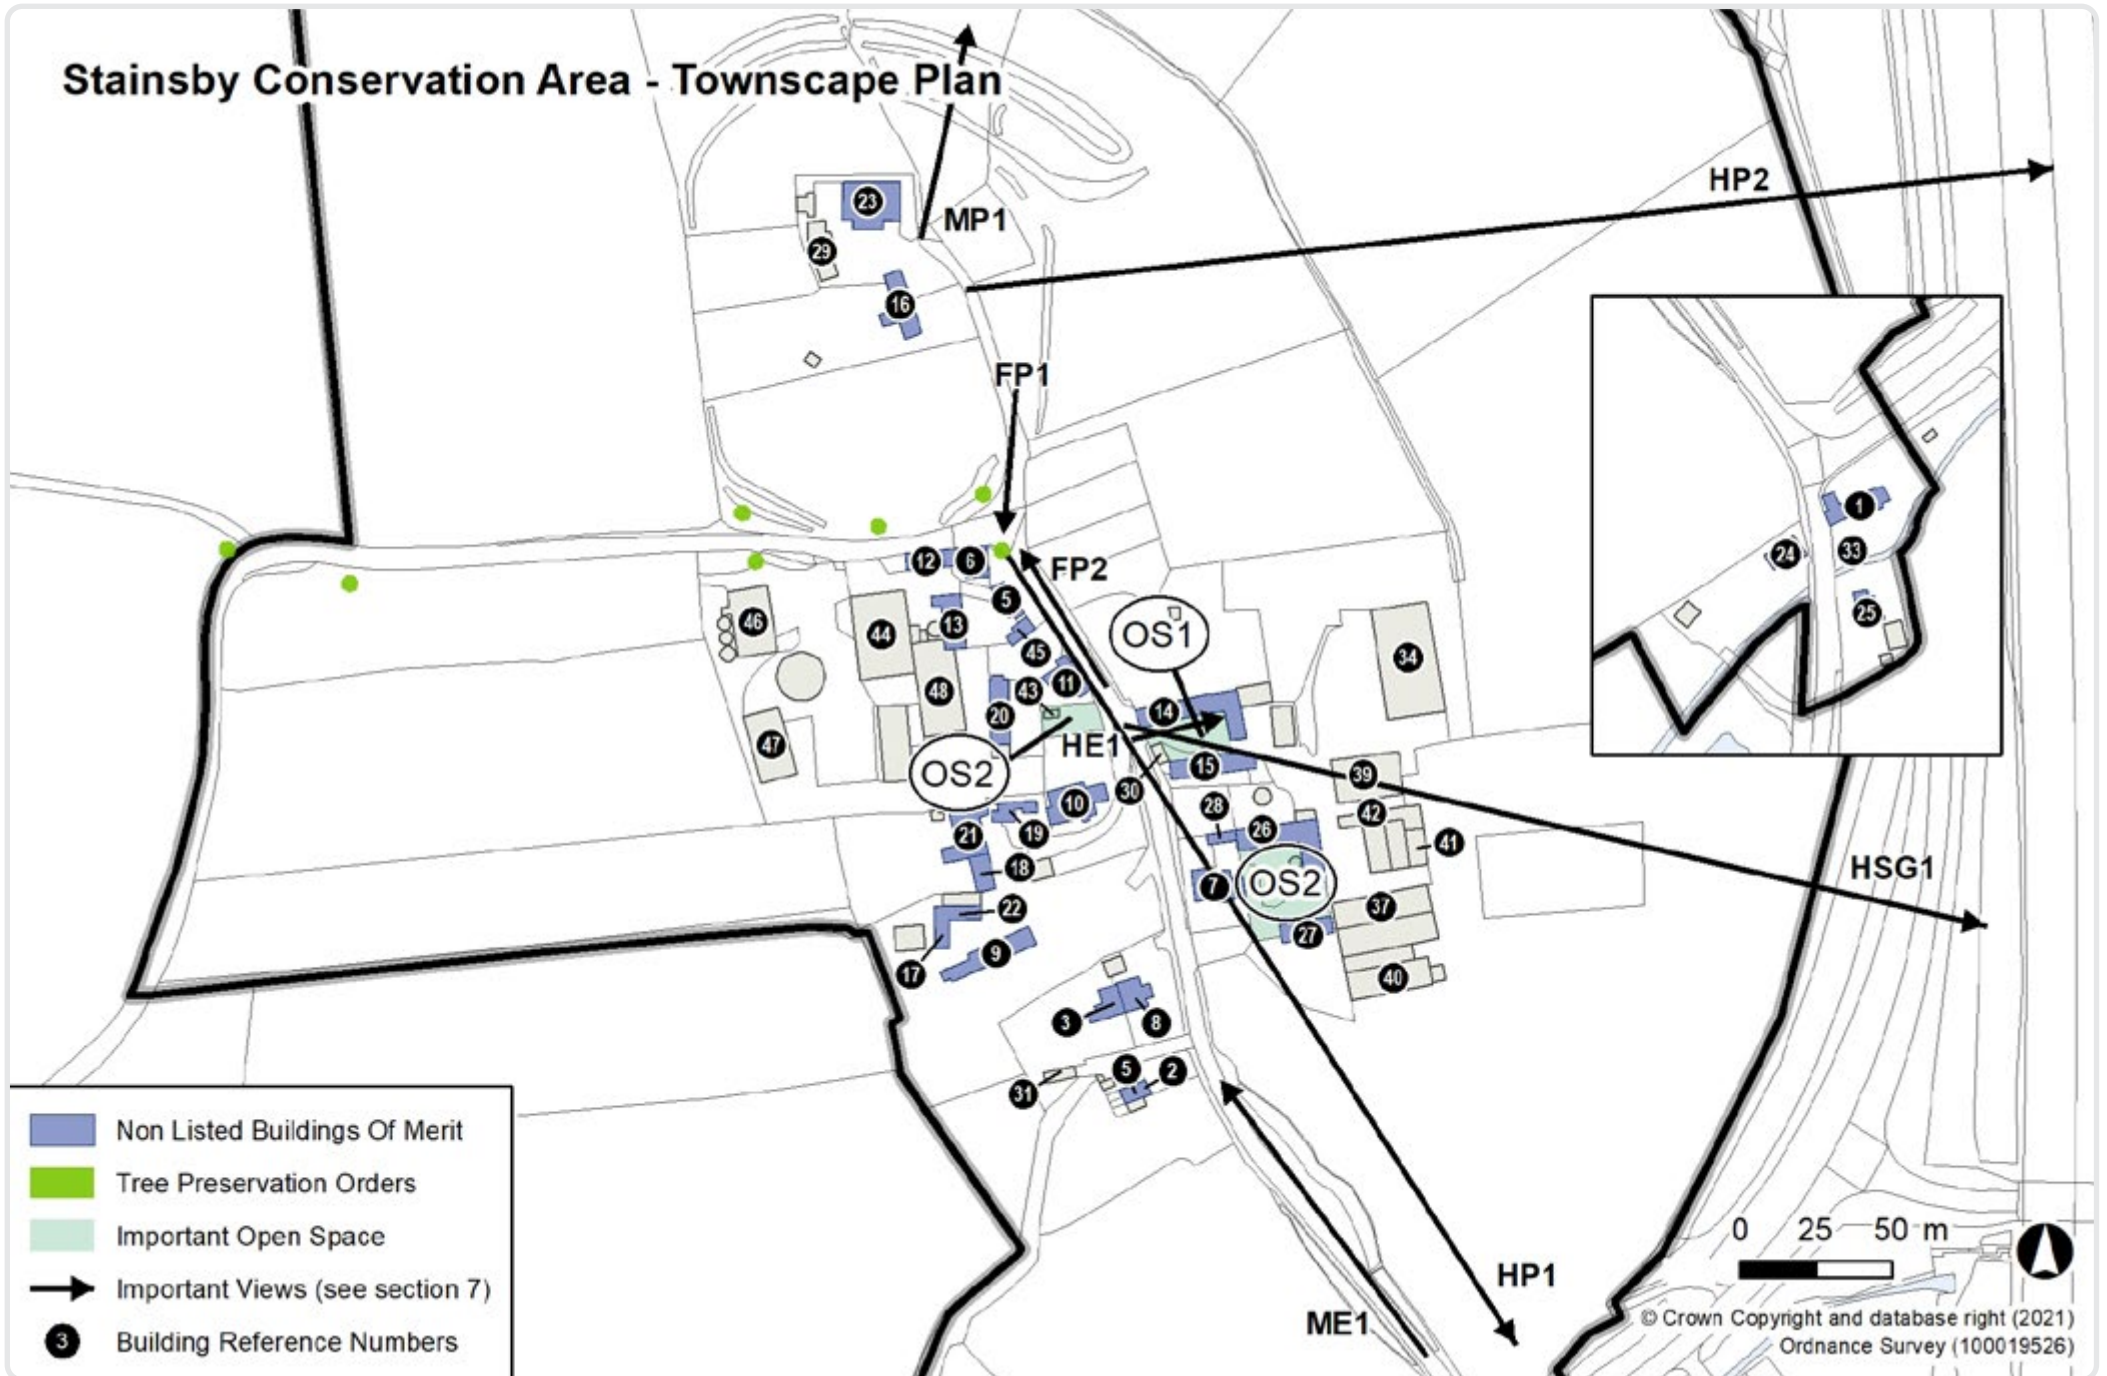 Stainsby Conservation Area - Townscape Plan
HP2
23
MP1
29
16
FP1
1
24
33
25
12
6
FP2
5
46
44
13
45
OS1
34
48
43
11
20
14
47
HE1
OS2
15
39
30
10
28
42
21
19
26
41
18
HSG1
7
OS2
22
37
27
9
17
40
3
8
5
2
31
HP1
ME1
Non Listed Buildings Of Merit
Tree Preservation Orders
Important Open Space
Important Views (see section 7)
3
Building Reference Numbers
0 25 50 m
© Crown Copyright and database right (2021)
Ordnance Survey (100019526)